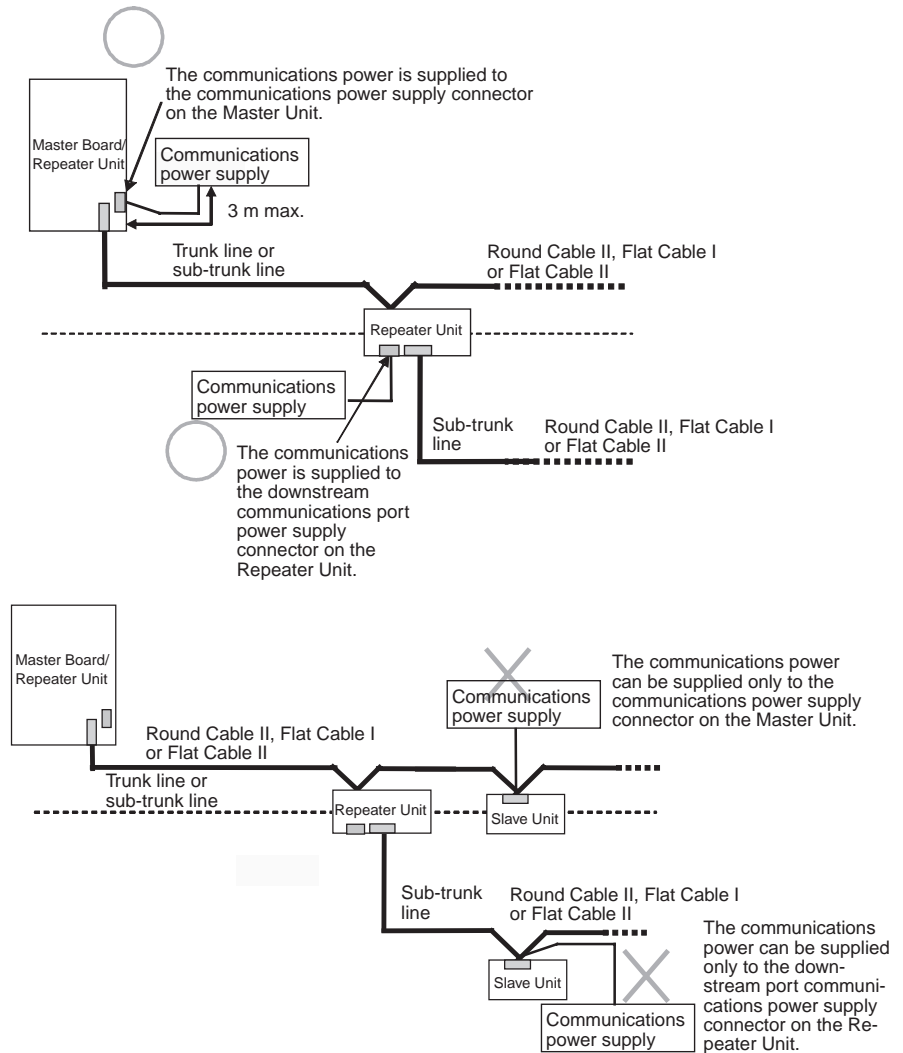 The communications power is supplied to
the communications power supply connector
on the Master Unit.
Master Board/
Repeater Unit
Communications
power supply
3 m max.
Trunk line or
sub-trunk line
Round Cable II, Flat Cable I
or Flat Cable II
Repeater Unit
Communications
power supply
Sub-trunk
line
Round Cable II, Flat Cable I
or Flat Cable II
The communications
power is supplied to
the downstream
communications port
power supply
connector on the
Repeater Unit.
Master Board/
Repeater Unit
Communications
power supply
The communications power
can be supplied only to the
communications power supply
connector on the Master Unit.
Round Cable II, Flat Cable I
or Flat Cable II
Trunk line or
sub-trunk line
Repeater Unit
Slave Unit
Sub-trunk
line
Round Cable II, Flat Cable I
or Flat Cable II
Slave Unit
Communications
power supply
The communications
power can be supplied
only to the down-
stream port communi-
cations power supply
connector on the Re-
peater Unit.